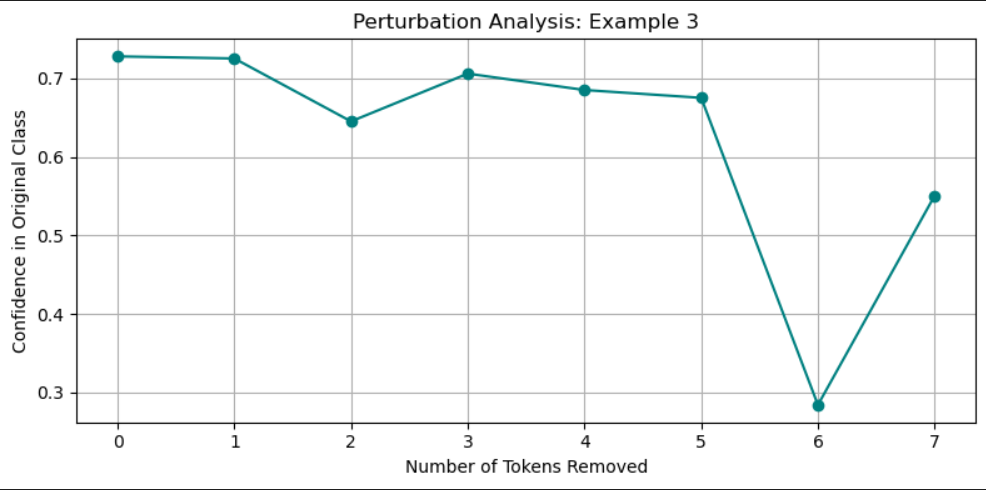 Perturbation Analysis: Example 3
Confidence in Original Class
0.7
0.6
0.5
0.4
0.3
0 1 2 3 4 5 6 7
Number of Tokens Removed